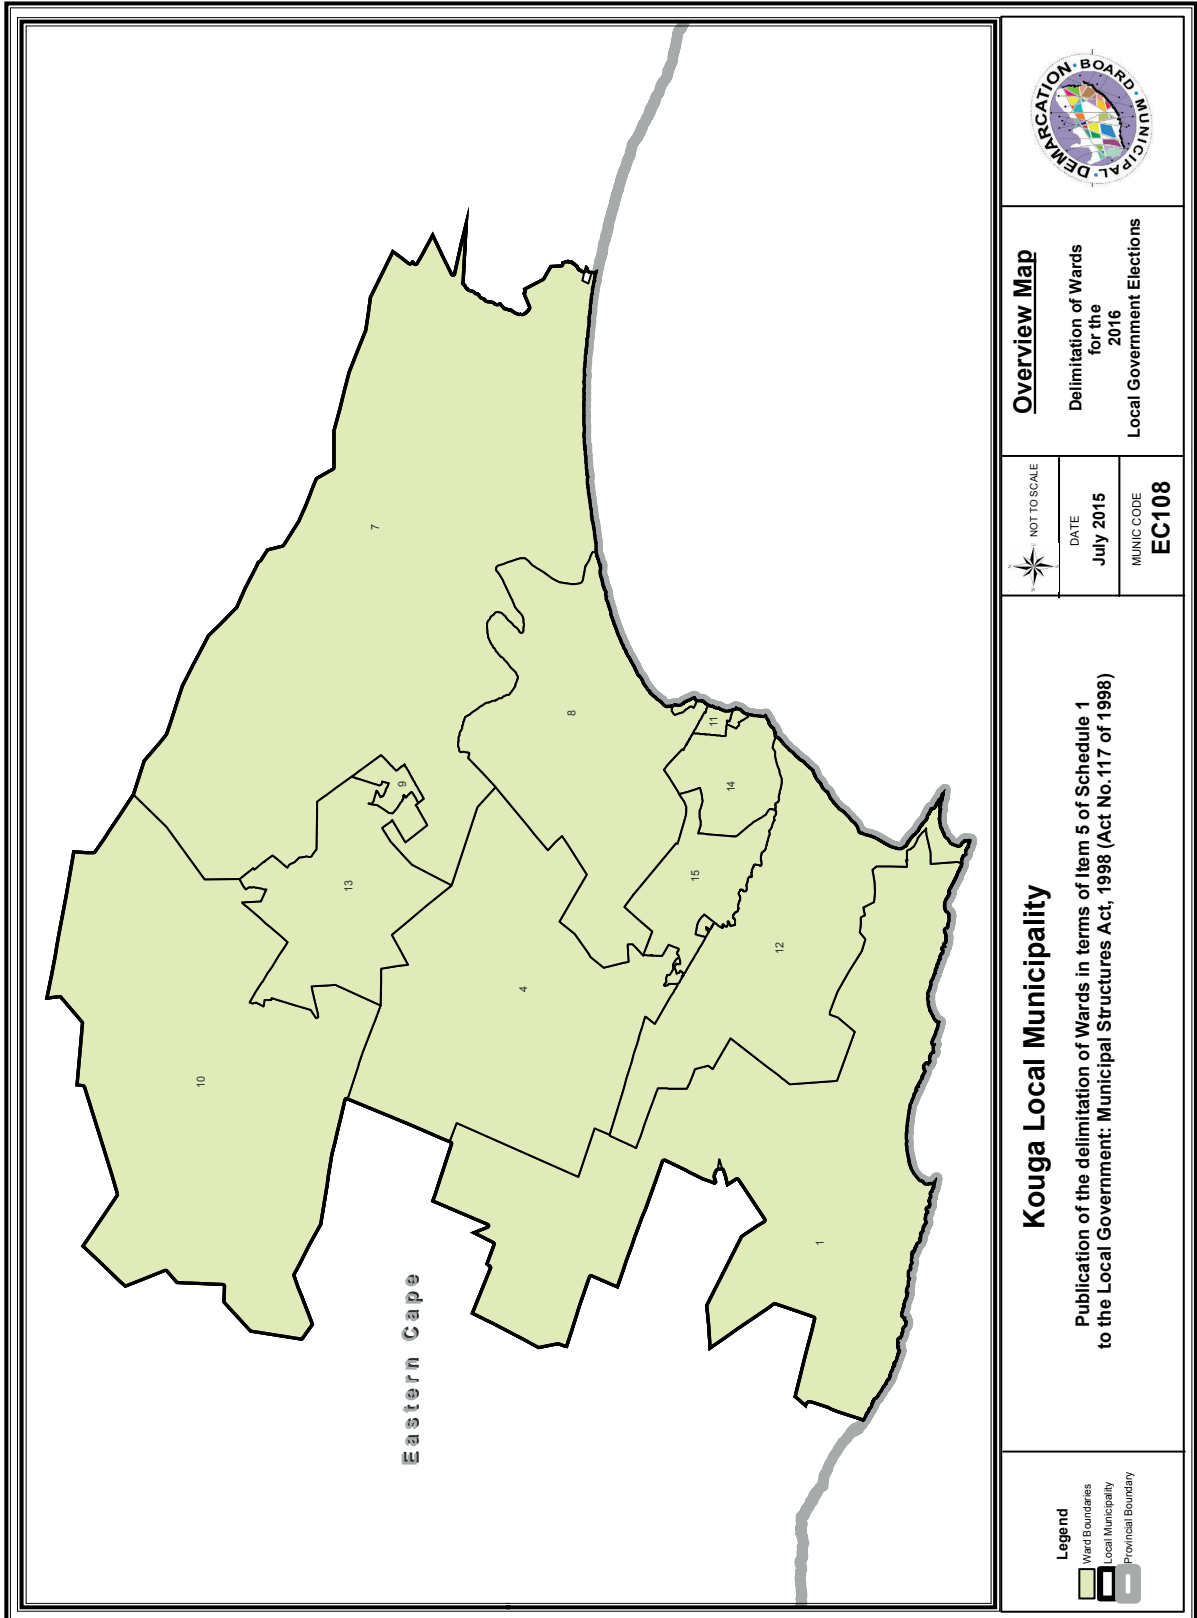 10
13
9
7
4
8
11
14
15
12
1
Eastern Cape
Legend
Ward Boundaries
Local Municipality
Provincial Boundary
Kouga Local Municipality
Publication of the delimitation of Wards in terms of Item 5 of Schedule 1
to the Local Government: Municipal Structures Act, 1998 (Act No.117 of 1998)
NOT TO SCALE
DATE
July 2015
MUNIC CODE
EC108
Overview Map
Delimitation of Wards
for the
2016
Local Government Elections
MUNICIPAL · DEMARCATION · BOARD ·